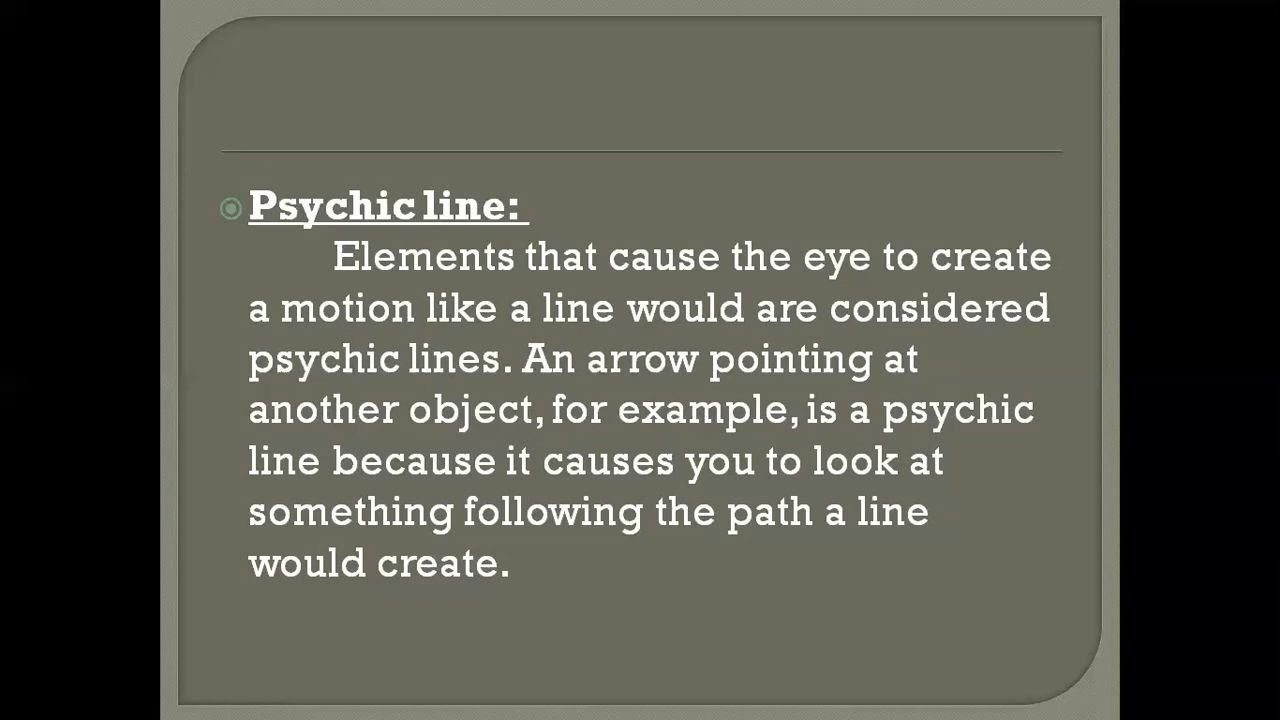 Psychic line:
Elements that cause the eye to create
a motion like a line would are considered
psychic lines. An arrow pointing at
another object, for example, is a psychic
line because it causes you to look at
something following the path a line
would create.